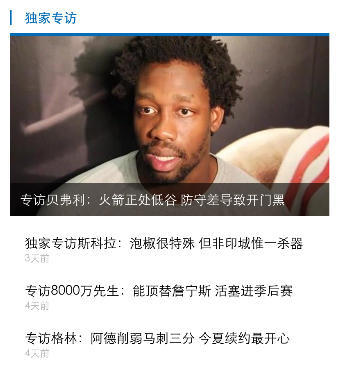 独家专访
专访贝弗利：火箭正处低谷 防守差导致开门黑
独家专访斯科拉：泡椒很特殊 但非印城惟一杀器
3天前
专访8000万先生：能顶替詹宁斯 活塞进季后赛
4天前
专访格林：阿德削弱马刺三分 今夏续约最开心
4天前